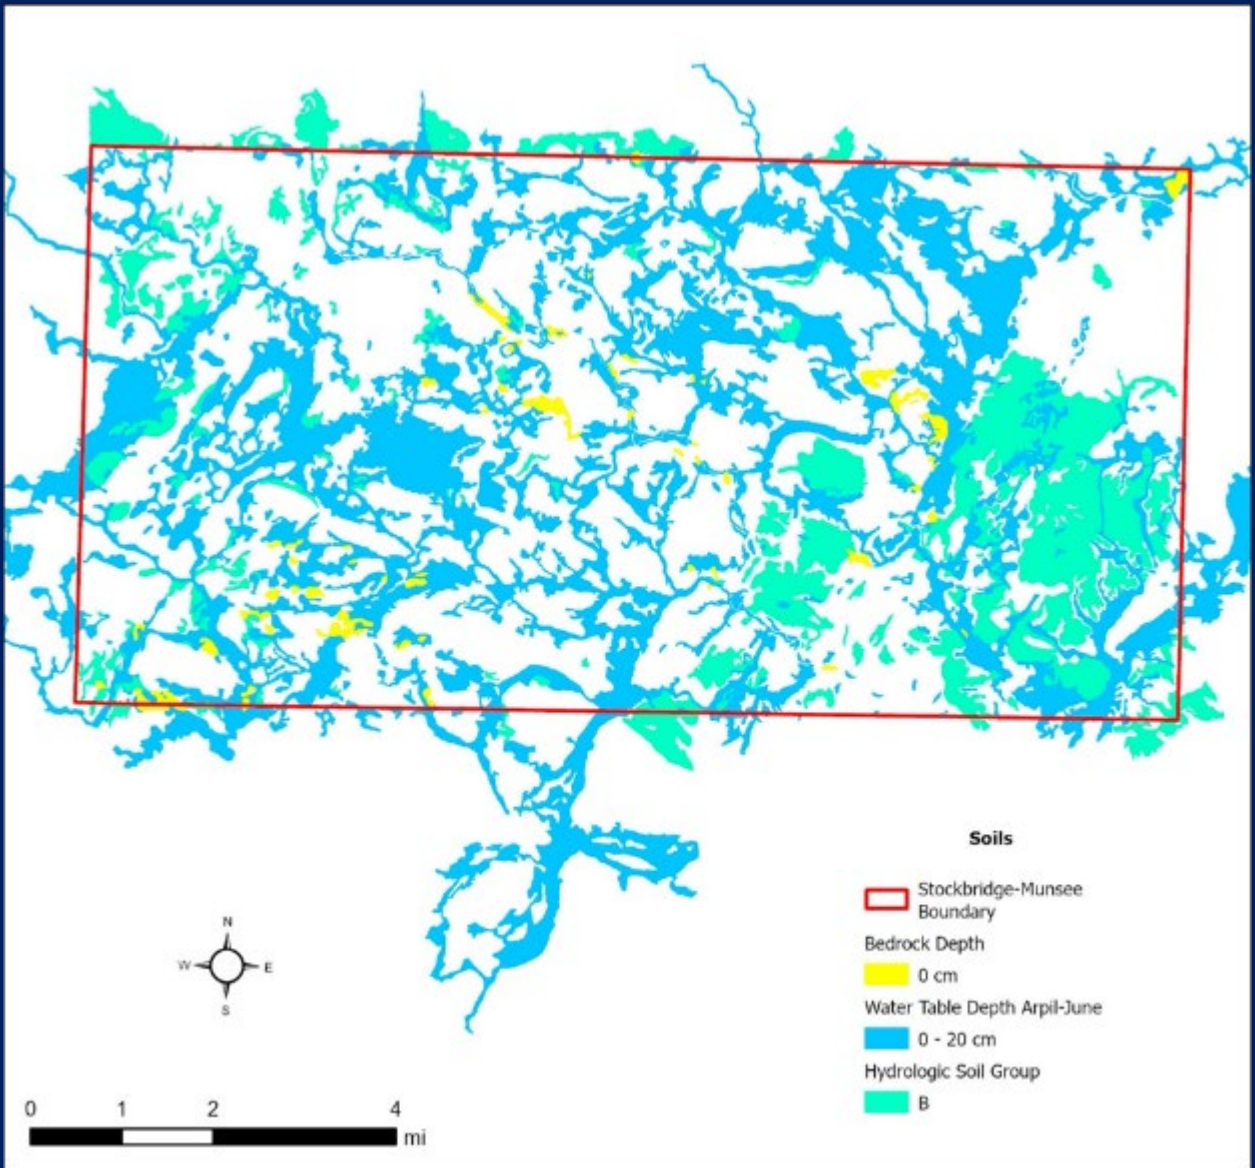 Soils
Stockbridge-Munsee
Boundary
Bedrock Depth
0 cm
Water Table Depth Arpil-June
0 - 20 cm
Hydrologic Soil Group
B
N
W
E
S
0 1 2 4
mi